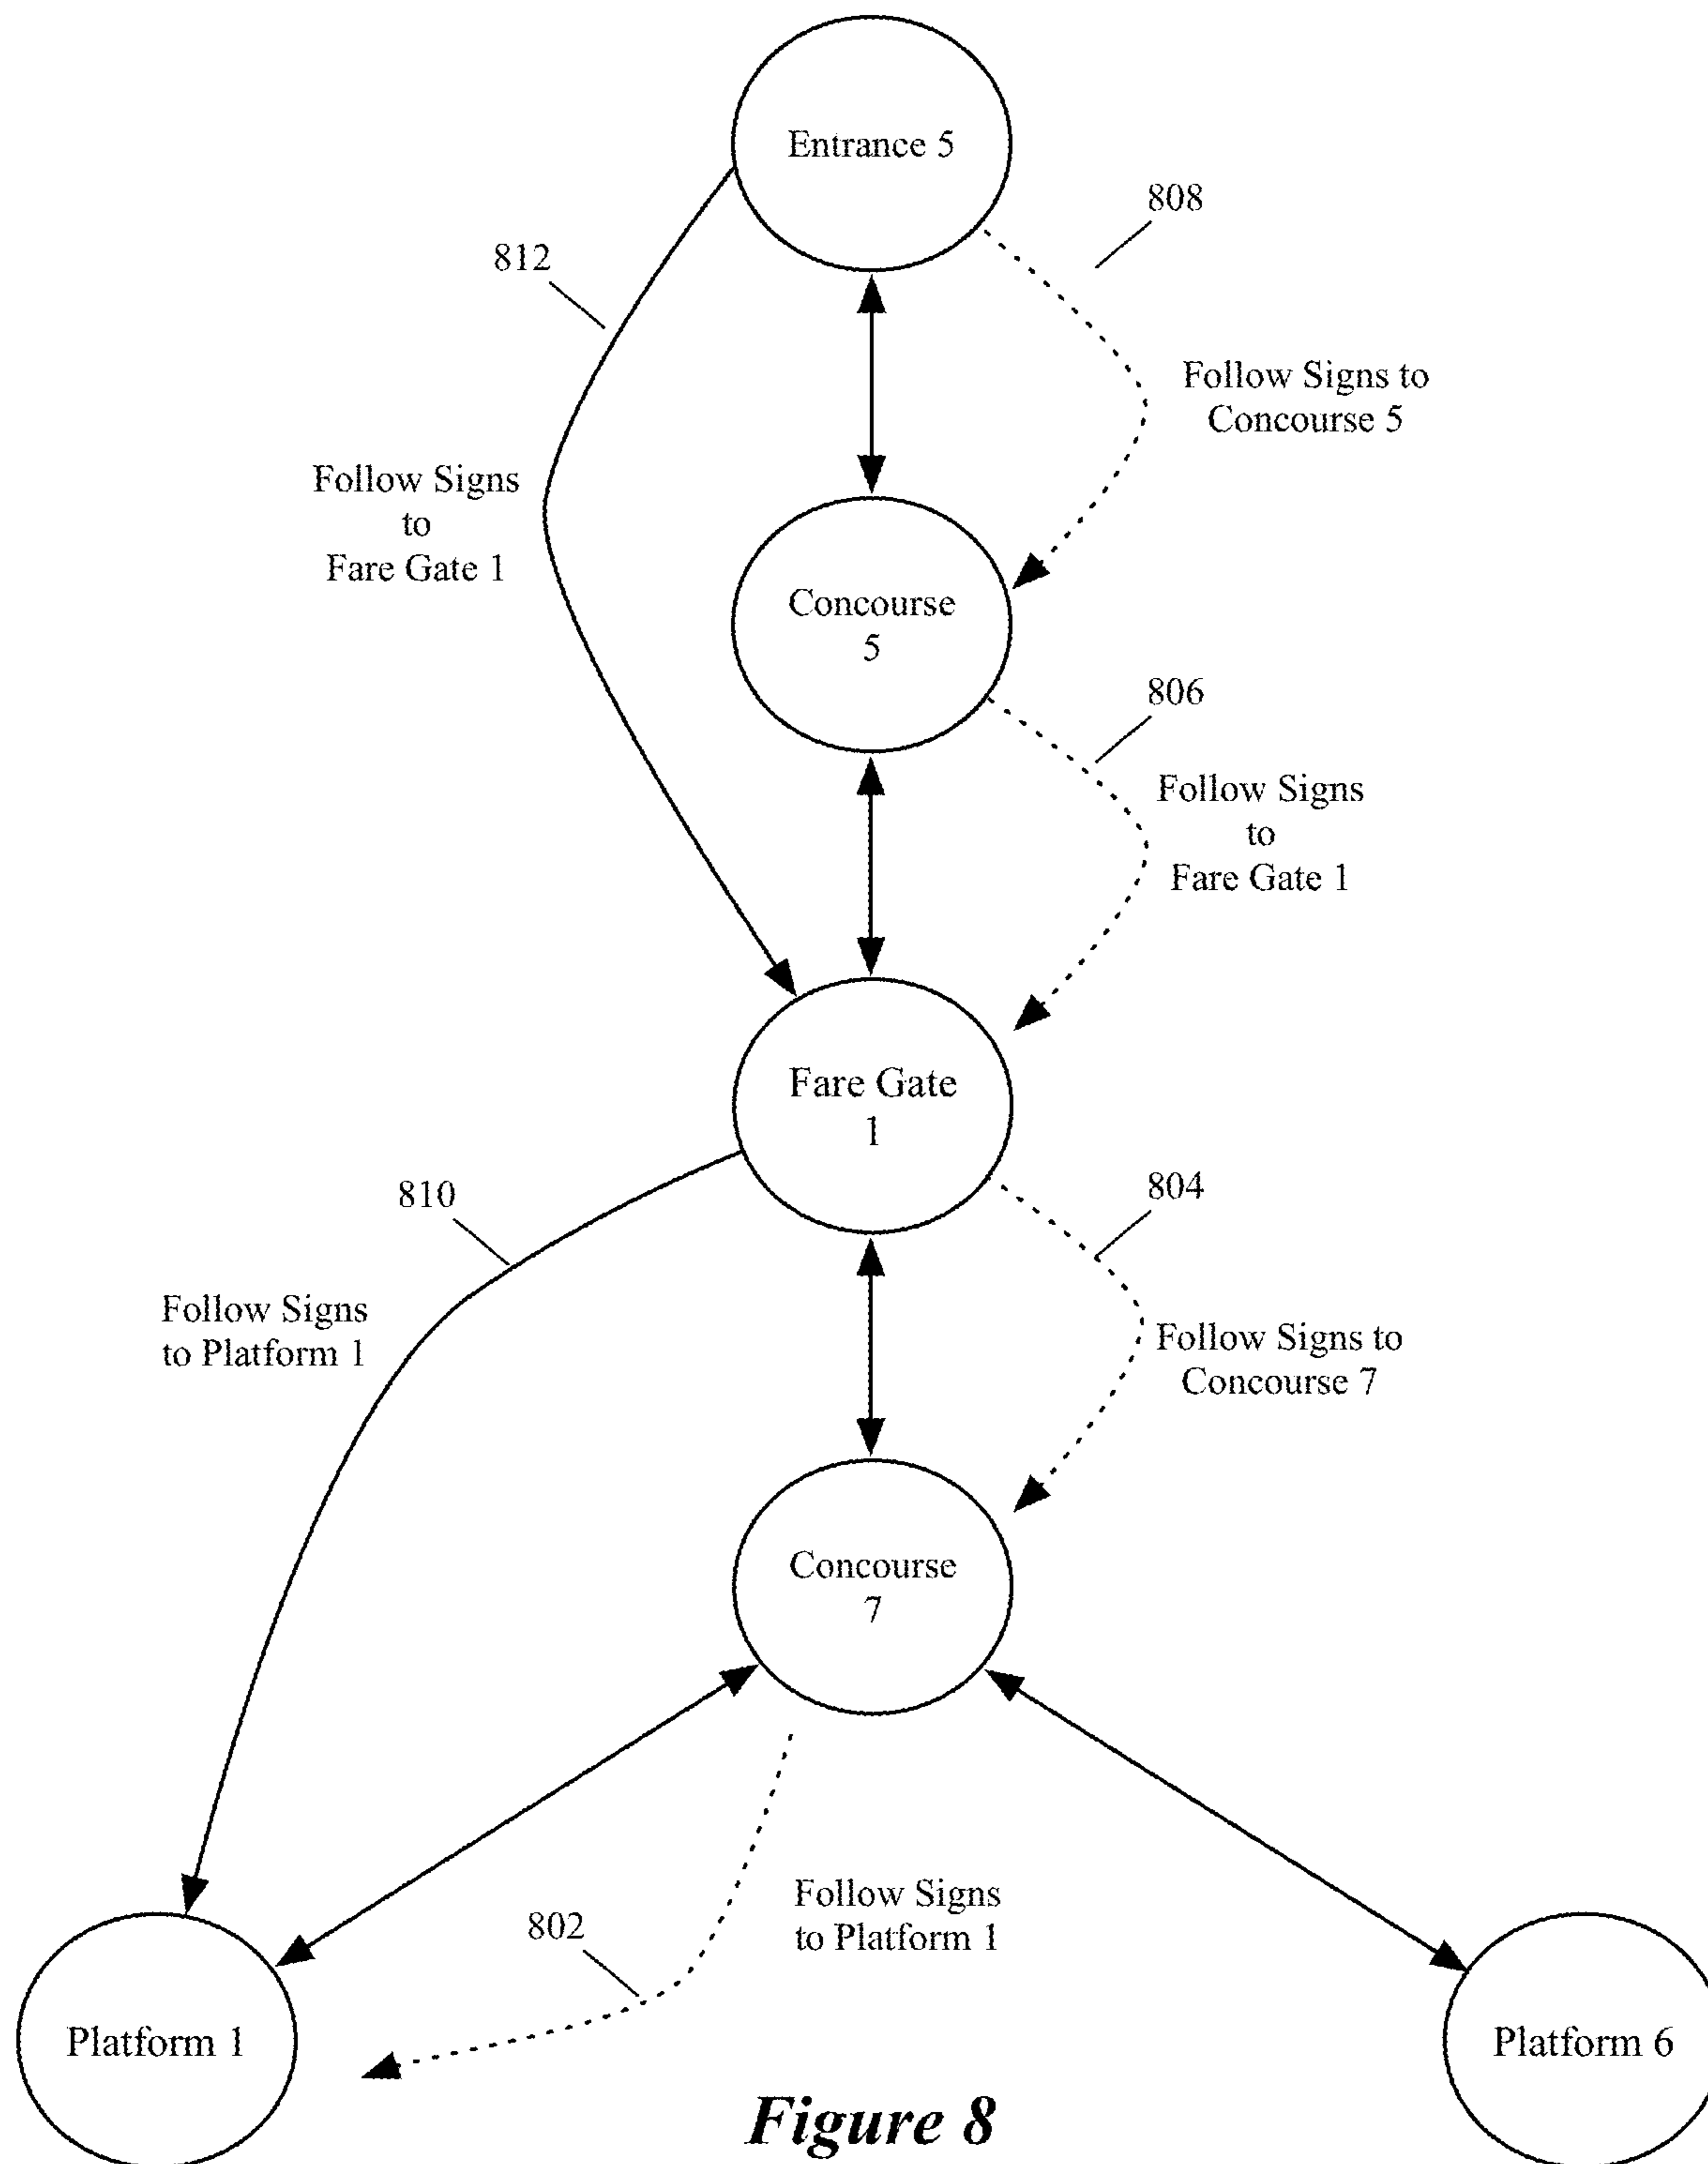 Entrance 5
808
812
Follow Signs to
Concourse 5
Follow Signs
to
Fare Gate 1
Concourse
5
806
Follow Signs
to
Fare Gate 1
Fare Gate
1
810
804
Follow Signs
to Platform 1
Follow Signs to
Concourse 7
Concourse
7
802
Follow Signs
to Platform 1
Platform 1
Platform 6
Figure 8